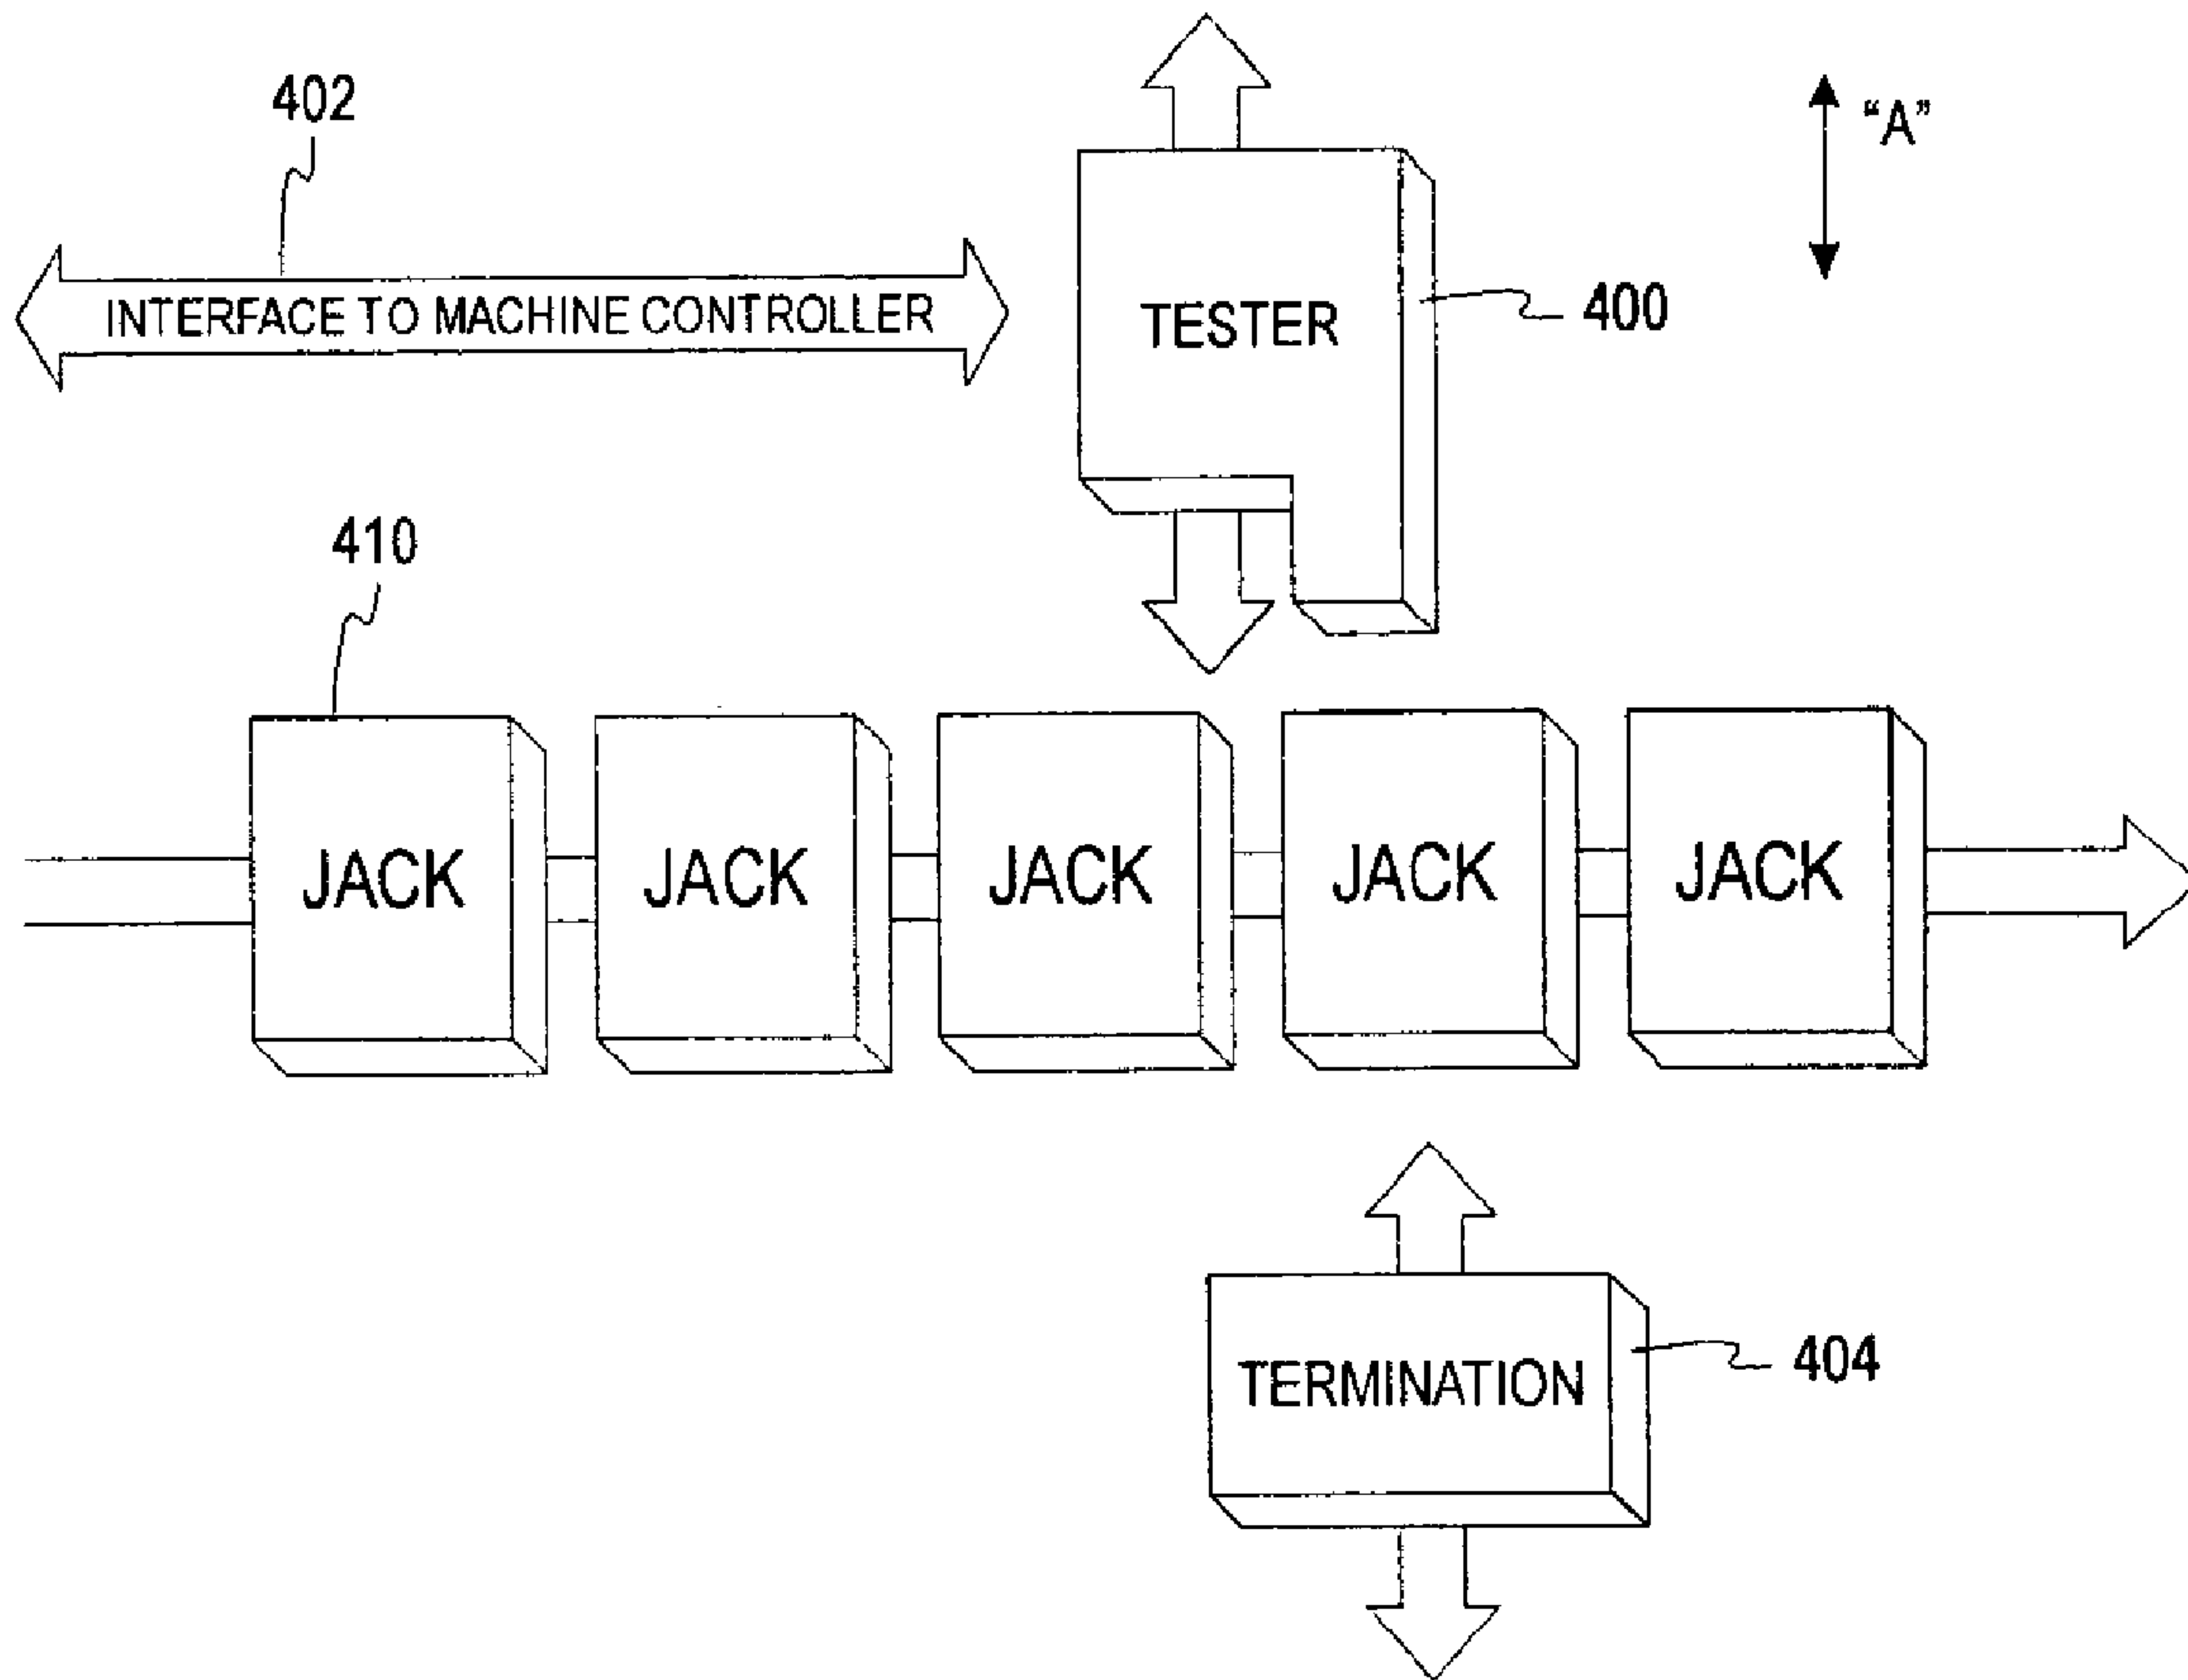 402
“A”
INTERFACE TO MACHINE CONTROLLER
TESTER
400
410
JACK JACK JACK JACK JACK
TERMINATION
404